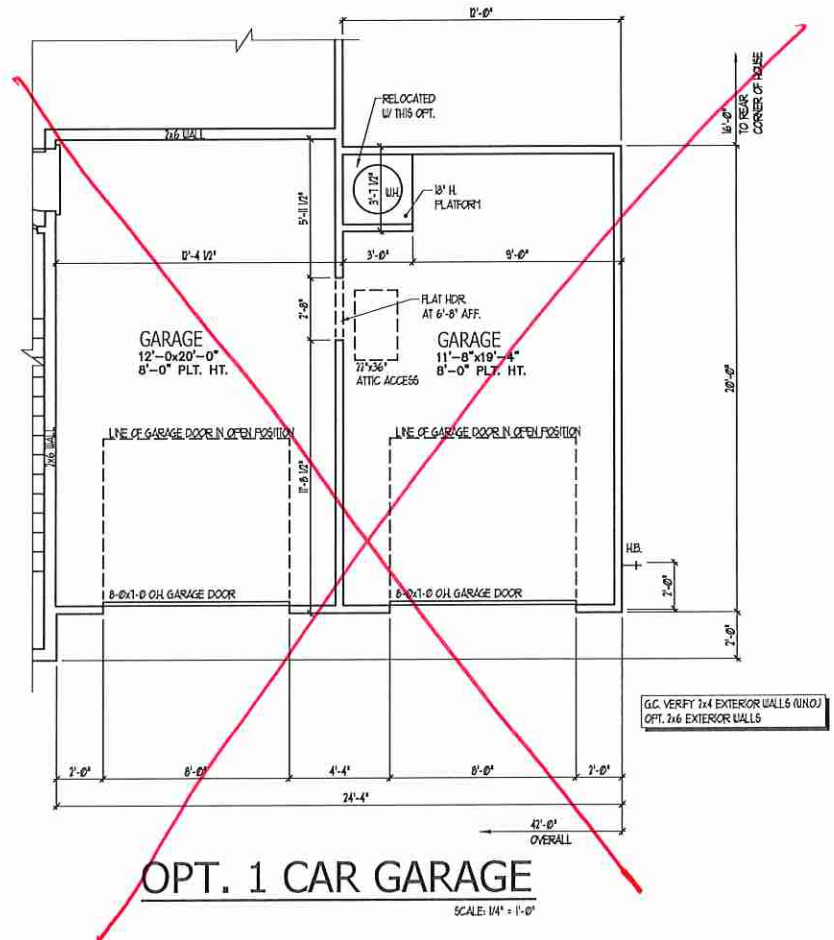 12'-0"
RELOCATED
W/ THIS OPT.
16'-0"
TO REAR
CORNER OF HOUSE
2x6 WALL
5'-11 1/2"
3'-7 1/2"
W.H.
18" H.
PLATFORM
12'-4 1/2"
3'-0"
9'-0"
2'-8"
FLAT HDR.
AT 6'-8" AFF.
GARAGE
12'-0x20'-0"
8'-0" PLT. HT.
GARAGE
11'-8"x19'-4"
8'-0" PLT. HT.
22"x36"
ATTIC ACCESS
20'-0"
LINE OF GARAGE DOOR IN OPEN POSITION
LINE OF GARAGE DOOR IN OPEN POSITION
2x6 WALL
11'-8 1/2"
H.B.
2'-0"
8-0x7-0 O.H. GARAGE DOOR
8-0x7-0 O.H. GARAGE DOOR
2'-0"
G.C. VERIFY 2x4 EXTERIOR WALLS (U.N.O.)
OPT. 2x6 EXTERIOR WALLS
2'-0"
8'-0"
4'-4"
8'-0"
2'-0"
24'-4"
42'-0"
OVERALL
OPT. 1 CAR GARAGE
SCALE: 1/4" = 1'-0"